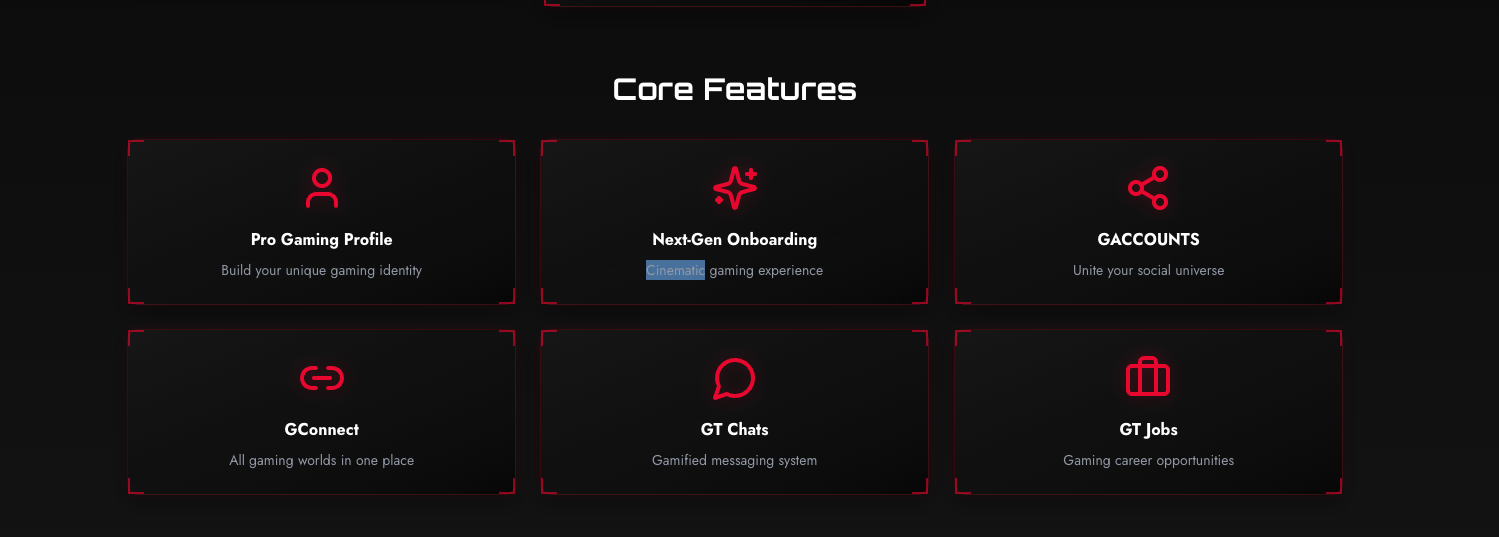 Core Features
Pro Gaming Profile
Build your unique gaming identity
Next-Gen Onboarding
Cinematic gaming experience
GACCOUNTS
Unite your social universe
GConnect
All gaming worlds in one place
GT Chats
Gamified messaging system
GT Jobs
Gaming career opportunities